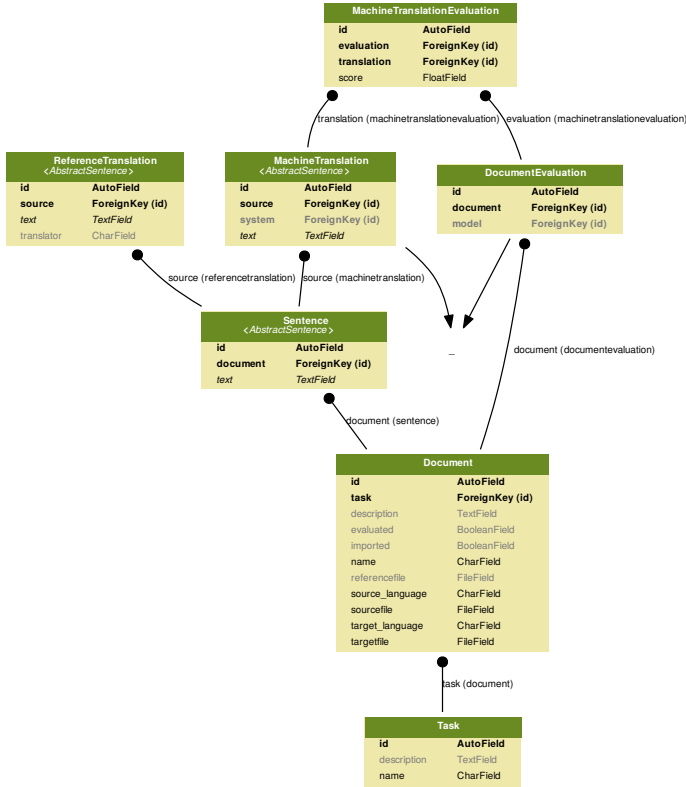 MachineTranslationEvaluation
id AutoField
evaluation ForeignKey (id)
translation ForeignKey (id)
score FloatField
translation (machinetranslationevaluation) evaluation (machinetranslationevaluation)
ReferenceTranslation
<AbstractSentence>
id AutoField
source ForeignKey (id)
text TextField
translator CharField
MachineTranslation
<AbstractSentence>
id AutoField
source ForeignKey (id)
system ForeignKey (id)
text TextField
DocumentEvaluation
id AutoField
document ForeignKey (id)
model ForeignKey (id)
source (referencetranslation) source (machinetranslation)
Sentence
<AbstractSentence>
id AutoField
document ForeignKey (id)
text TextField
_
document (documentevaluation)
document (sentence)
Document
id AutoField
task ForeignKey (id)
description TextField
evaluated BooleanField
imported BooleanField
name CharField
referencefile FileField
source_language CharField
sourcefile FileField
target_language CharField
targetfile FileField
task (document)
Task
id AutoField
description TextField
name CharField